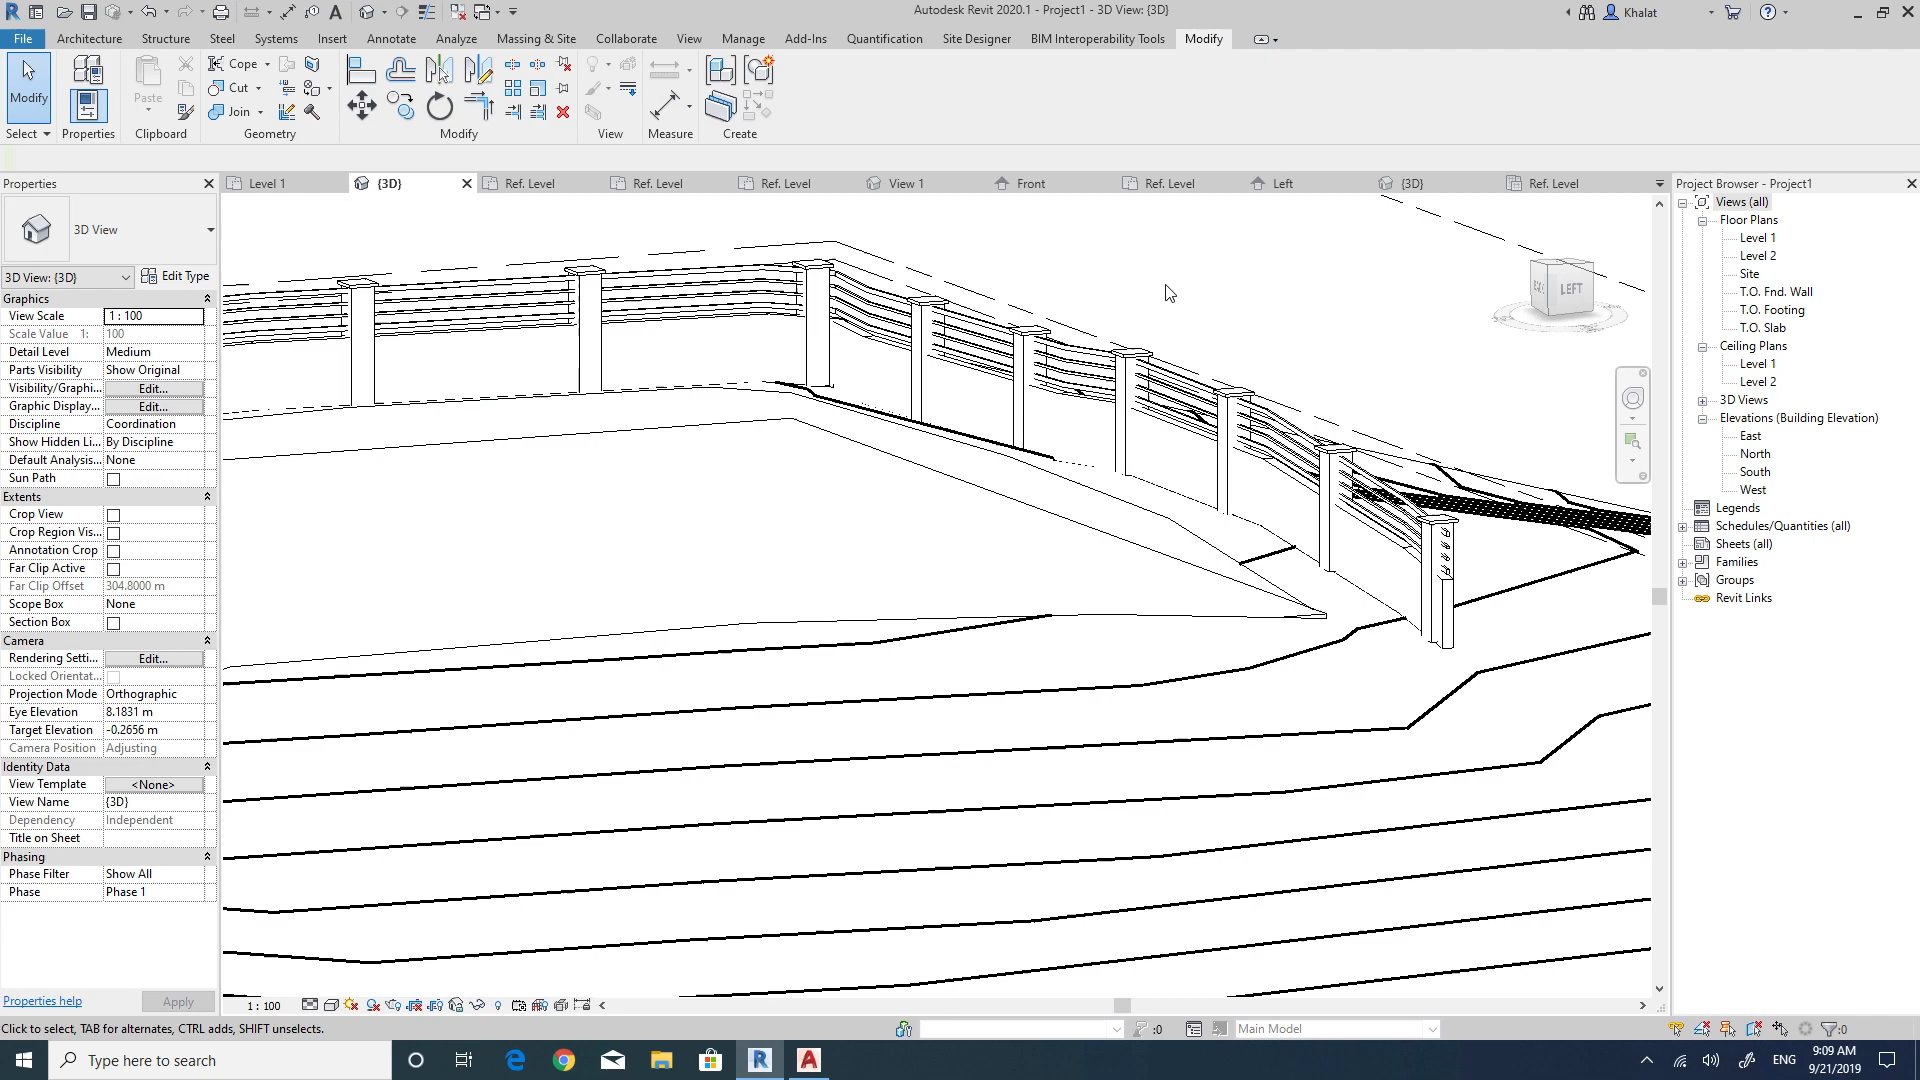 Autodesk Revit 2020.1 - Project1 - 3D View: {3D}
Khalat
File Architecture Structure Steel Systems Insert Annotate Analyze Massing & Site Collaborate View Manage Add-Ins Quantification Site Designer BIM Interoperability Tools Modify
Modify
Paste
Cope
Cut
Join
Select Properties Clipboard Geometry Modify View Measure Create
Properties
Level 1 {3D} Ref. Level Ref. Level Ref. Level View 1 Front Ref. Level Left {3D} Ref. Level
Project Browser - Project1
3D View
3D View: {3D} Edit Type
Graphics
View Scale 1 : 100
Scale Value 1: 100
Detail Level Medium
Parts Visibility Show Original
Visibility/Graphi... Edit...
Graphic Display... Edit...
Discipline Coordination
Show Hidden Li... By Discipline
Default Analysis... None
Sun Path
Extents
Crop View
Crop Region Vis...
Annotation Crop
Far Clip Active
Far Clip Offset 304.8000 m
Scope Box None
Section Box
Camera
Rendering Setti... Edit...
Locked Orientat...
Projection Mode Orthographic
Eye Elevation 8.1831 m
Target Elevation -0.2656 m
Camera Position Adjusting
Identity Data
View Template <None>
View Name {3D}
Dependency Independent
Title on Sheet
Phasing
Phase Filter Show All
Phase Phase 1
Properties help Apply
LEFT
Views (all)
Floor Plans
Level 1
Level 2
Site
T.O. Fnd. Wall
T.O. Footing
T.O. Slab
Ceiling Plans
Level 1
Level 2
3D Views
Elevations (Building Elevation)
East
North
South
West
Legends
Schedules/Quantities (all)
Sheets (all)
Families
Groups
Revit Links
1 : 100
Click to select, TAB for alternates, CTRL adds, SHIFT unselects.
:0
Main Model
:0
Type here to search
ENG
9:09 AM
9/21/2019